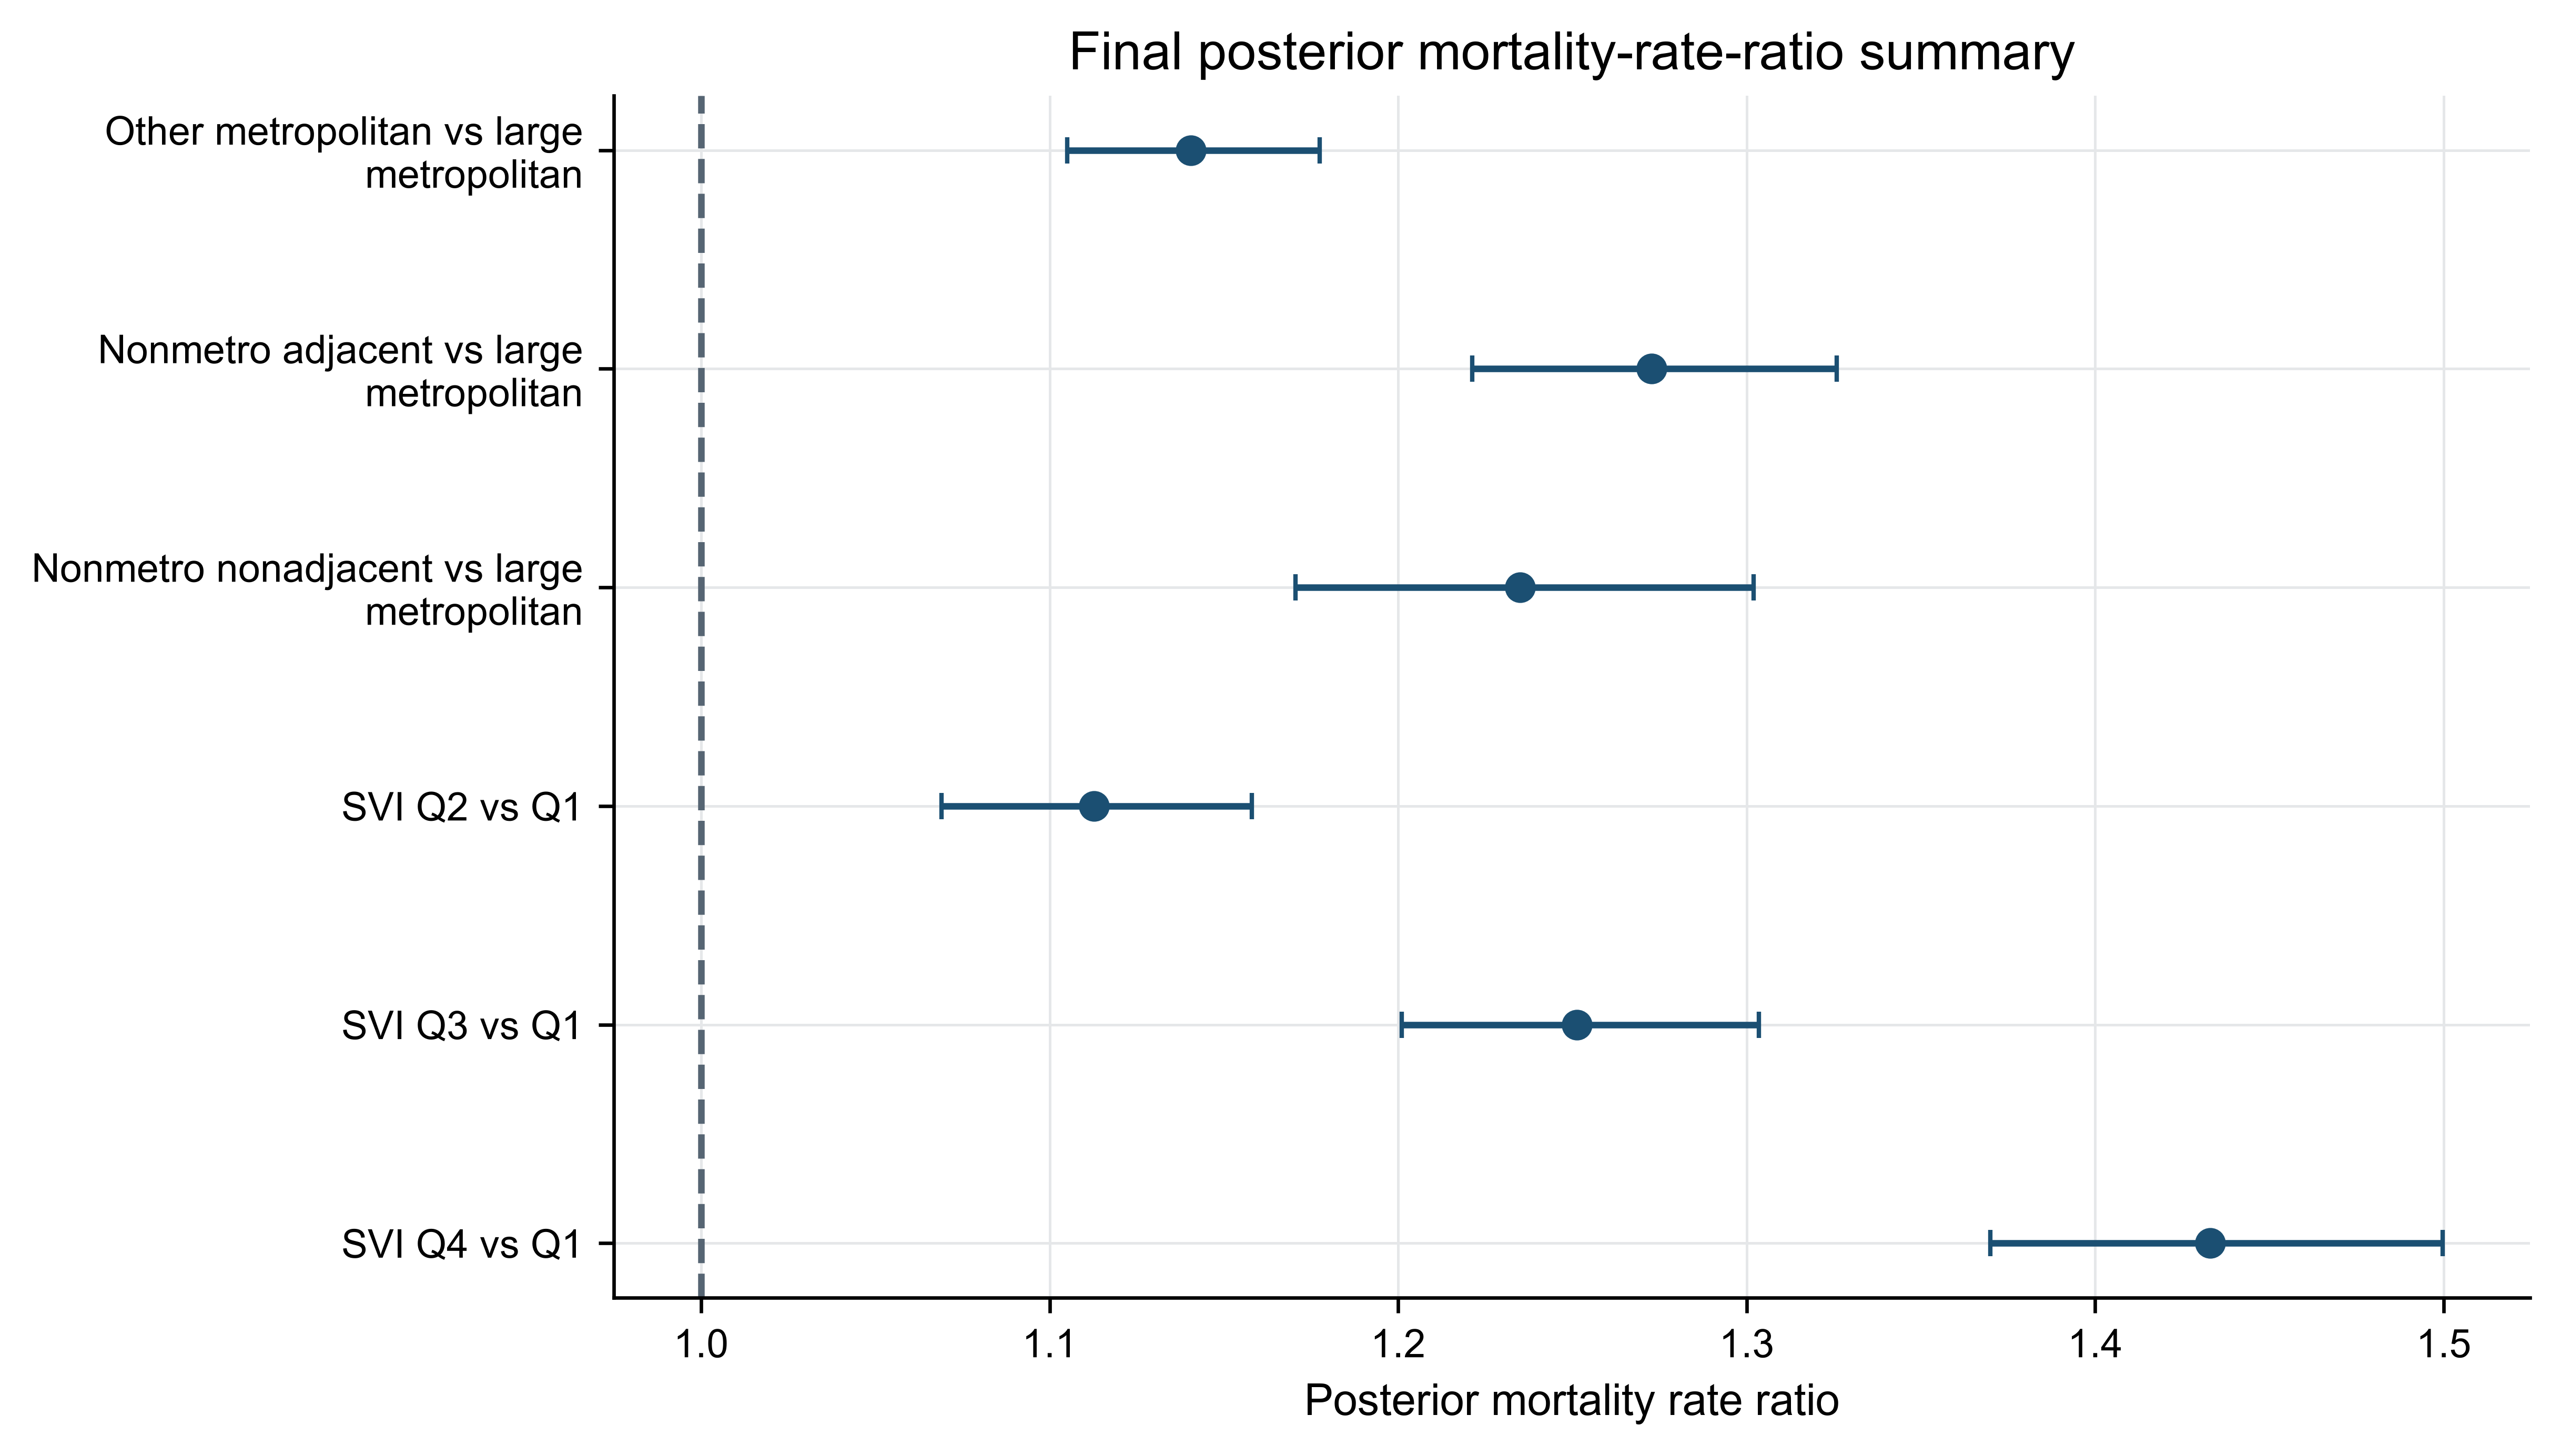 Final posterior mortality-rate-ratio summary
Other metropolitan vs large
metropolitan
Nonmetro adjacent vs large
metropolitan
Nonmetro nonadjacent vs large
metropolitan
SVI Q2 vs Q1
SVI Q3 vs Q1
SVI Q4 vs Q1
1.0 1.1 1.2 1.3 1.4 1.5
Posterior mortality rate ratio